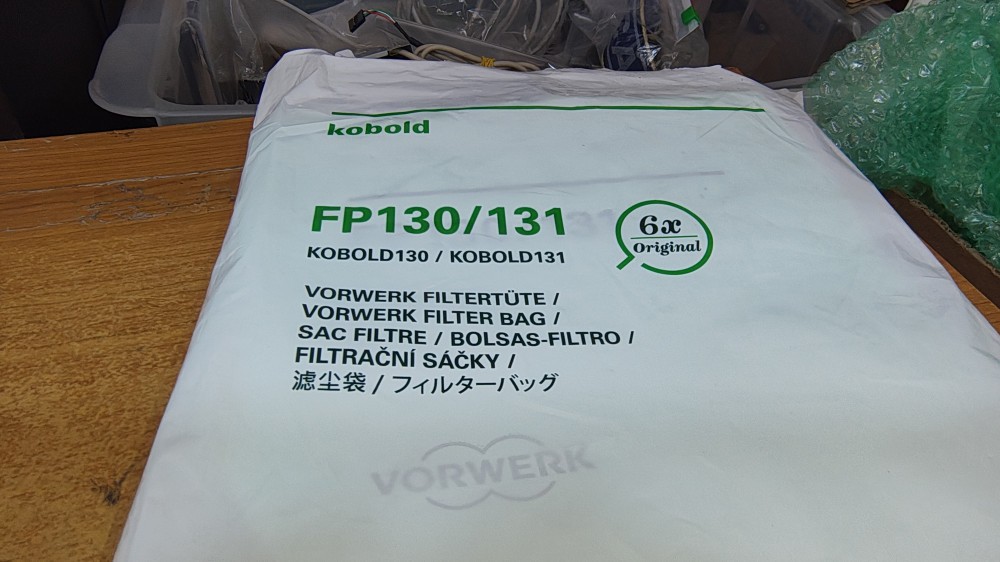 kobold
FP130/131
6x
Original
KOBOLD130 / KOBOLD131
VORWERK FILTERTÜTE /
VORWERK FILTER BAG /
SAC FILTRE / BOLSAS-FILTRO /
FILTRAČNÍ SÁČKY /
滤尘袋 / フィルターバッグ
VORWERK